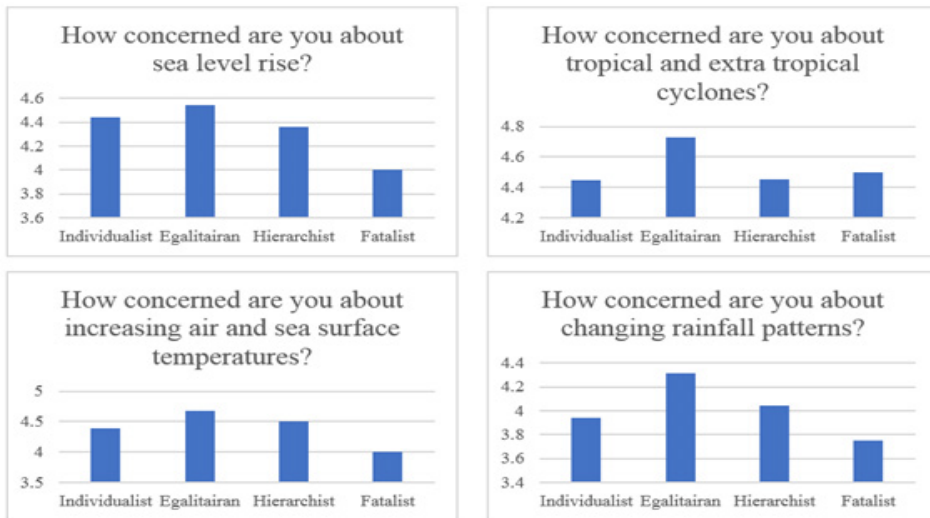 How concerned are you about
sea level rise?
4.6
4.4
4.2
4
3.8
3.6
Individualist Egalitairan Hierarchist Fatalist
How concerned are you about
tropical and extra tropical
cyclones?
4.8
4.6
4.4
4.2
Individualist Egalitairan Hierarchist Fatalist
How concerned are you about
increasing air and sea surface
temperatures?
5
4.5
4
3.5
Individualist Egalitairan Hierarchist Fatalist
How concerned are you about
changing rainfall patterns?
4.4
4.2
4
3.8
3.6
3.4
Individualist Egalitairan Hierarchist Fatalist